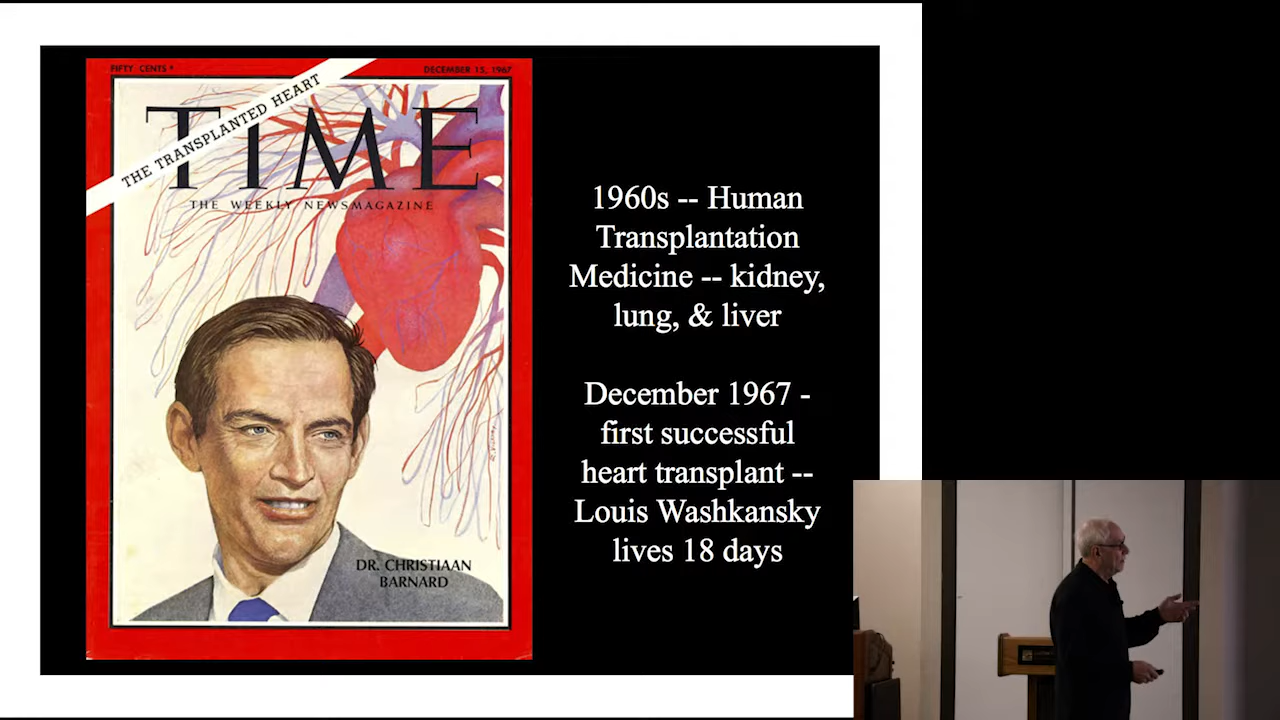 FIFTY CENTS
DECEMBER 15, 1967
THE TRANSPLANTED HEART
TIME
THE WEEKLY NEWSMAGAZINE
DR. CHRISTIAAN
BARNARD
1960s -- Human
Transplantation
Medicine -- kidney,
lung, & liver
December 1967 -
first successful
heart transplant --
Louis Washkansky
lives 18 days